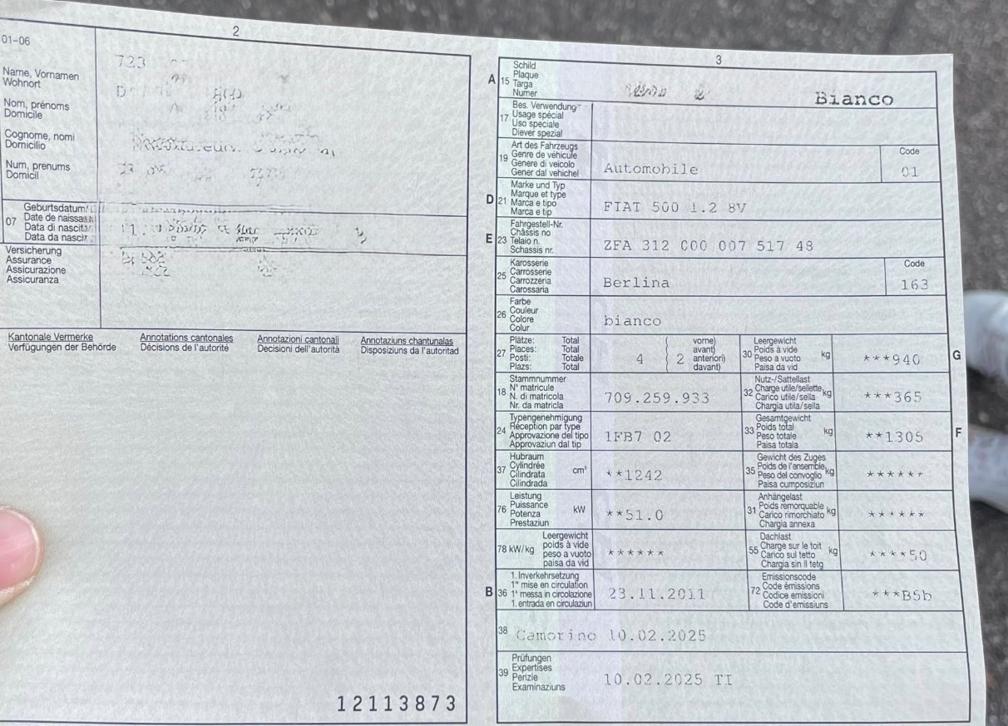 2
01-06
Name, Vornamen
Wohnort
Nom, prénoms
Domicile
Cognome, nomi
Domicilio
Num, prenums
Domicil
723
07
Geburtsdatum/
Date de naissa
Data di nascit
Data da nascir
Versicherung
Assurance
Assicurazione
Assicuranza
Kantonale Vermerke
Verfügungen der Behörde
Annotations cantonales
Décisions de l'autorité
Annotazioni cantonali
Decisioni dell'autorità
Annotaziuns chantunalas
Disposiziuns da l'autoritad
12113873
3
A 15 Schild
Plaque
Targa
Numer
Bianco
17 Bes. Verwendung
Usage spécial
Uso speciale
Diever spezial
19 Art des Fahrzeugs
Genre de véhicule
Genere di veicolo
Gener dal vehichel
Automobile
Code
01
D 21 Marke und Typ
Marque et type
Marca e tipo
Marca e tip
FIAT 500 1.2 8V
E 23 Fahrgestell-Nr.
Châssis no
Telaio n.
Schassis nr.
ZFA 312 000 007 517 48
25 Karosserie
Carrosserie
Carrozzeria
Carossaria
Berlina
Code
163
26 Farbe
Couleur
Colore
Colur
bianco
27 Plätze: Total
Places: Total
Posti: Totale
Plazs: Total
4 2
vorne)
avant)
anteriori)
davant)
30 Leergewicht
Poids à vide
Peso a vuoto
Paisa da vid
kg
***940
G
18 Stammnummer
N° matricule
N. di matricola
Nr. da matricla
709.259.933
32 Nutz-/Sattellast
Charge utile/sellette
Carico utile/sella
Chargia utila/sella
kg
***365
24 Typengenehmigung
Réception par type
Approvazione del tipo
Approvaziun dal tip
1FB7 02
33 Gesamtgewicht
Poids total
Peso totale
Paisa totala
kg
**1305
F
37 Hubraum
Cylindrée
Cilindrata
Cilindrada
cm³
**1242
35 Gewicht des Zuges
Poids de l'ensemble
Peso del convoglio
Paisa cumposiziun
kg
******
76 Leistung
Puissance
Potenza
Prestaziun
kW
**51.0
31 Anhängelast
Poids remorquable
Carico rimorchiato
Chargia annexa
kg
******
78 kW/kg
Leergewicht
poids à vide
peso a vuoto
paisa da vid
******
55 Dachlast
Charge sur le toit
Carico sul tetto
Chargia sin il tetg
kg
****50
B 36 1. Inverkehrsetzung
1re mise en circulation
1a messa in circolazione
1. entrada en circulaziun
23.11.2011
72 Emissionscode
Code émissions
Codice emissioni
Code d'emissiuns
***B5b
38 Camorino 10.02.2025
39 Prüfungen
Expertises
Perizie
Examinaziuns
10.02.2025 TI